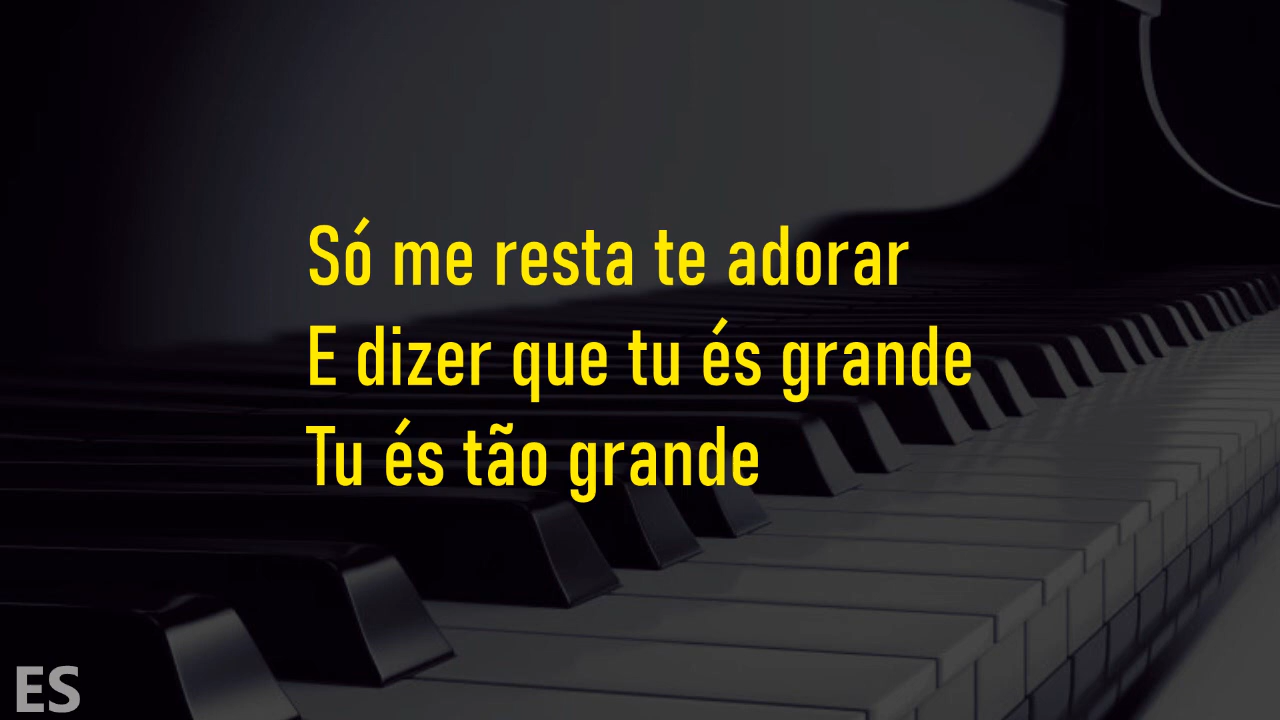 Só me resta te adorar
E dizer que tu és grande
Tu és tão grande
ES